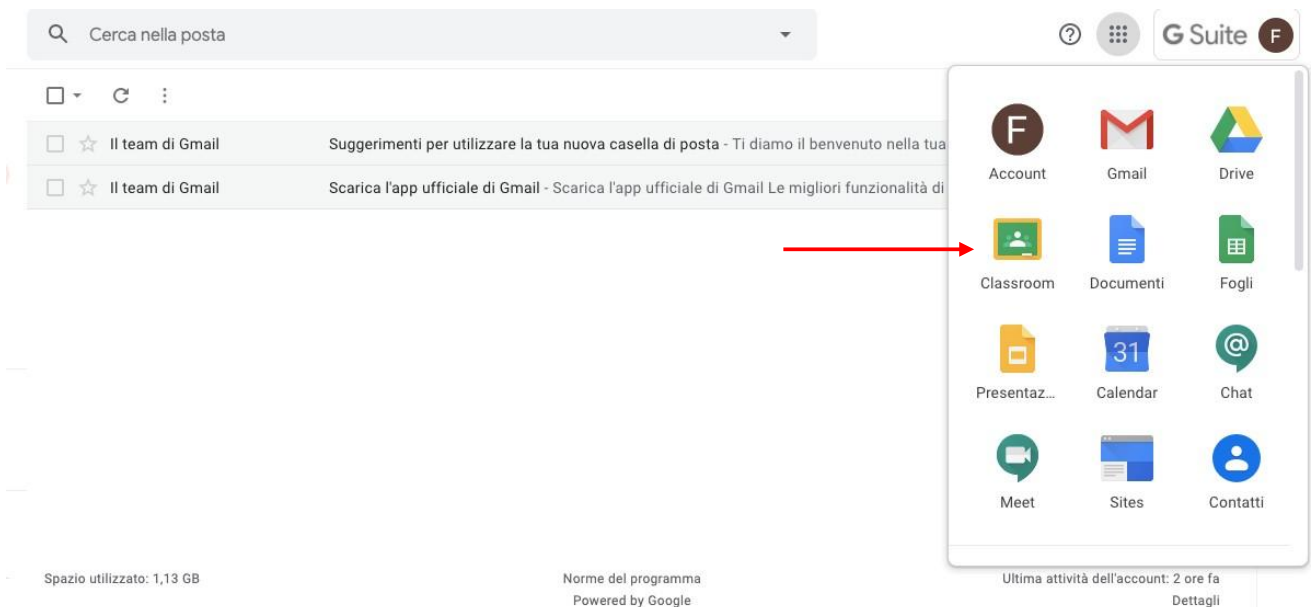 Cerca nella posta
G Suite F
Il team di Gmail Suggerimenti per utilizzare la tua nuova casella di posta - Ti diamo il benvenuto nella tua
Il team di Gmail Scarica l'app ufficiale di Gmail - Scarica l'app ufficiale di Gmail Le migliori funzionalità di
F
Account Gmail Drive
Classroom Documenti Fogli
31 @
Presentaz... Calendar Chat
Meet Sites Contatti
Spazio utilizzato: 1,13 GB
Norme del programma
Powered by Google
Ultima attività dell'account: 2 ore fa
Dettagli